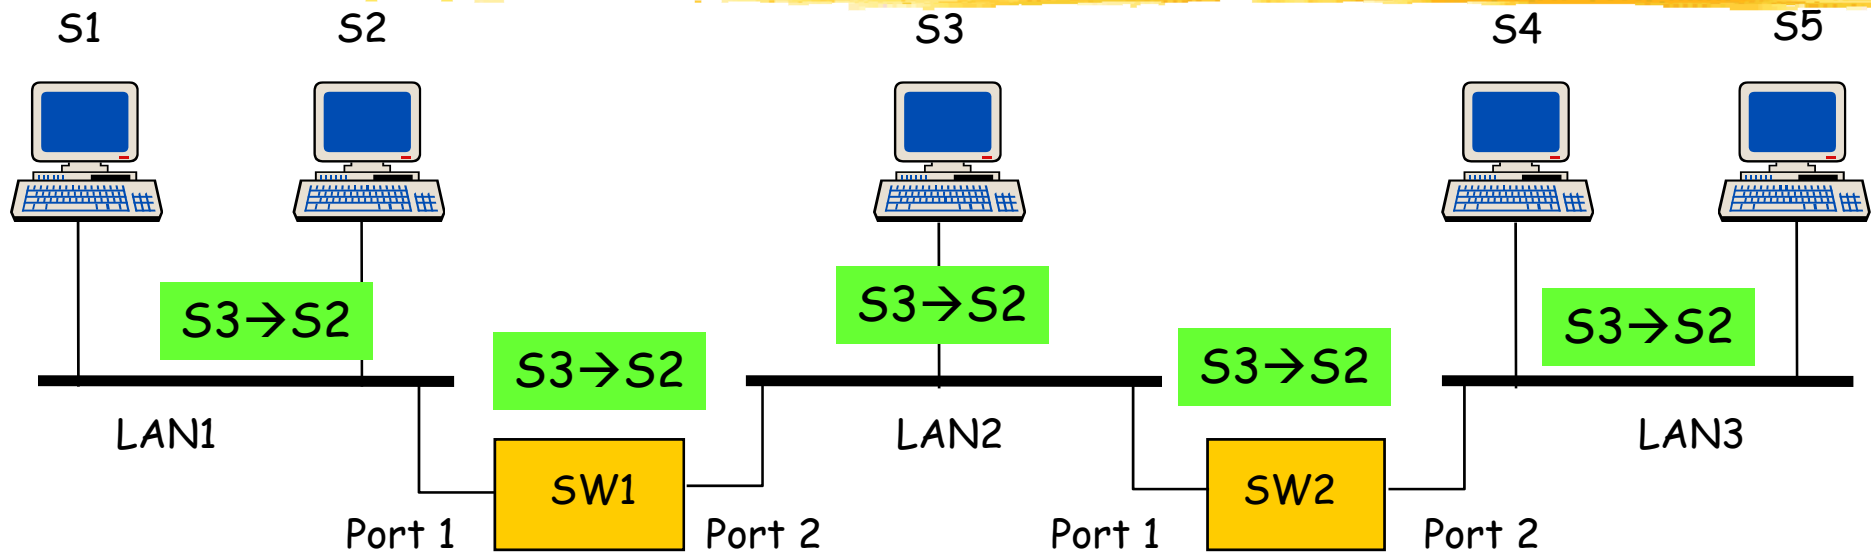 S1 S2 S3 S4 S5
S3→S2 S3→S2 S3→S2 S3→S2 S3→S2
LAN1 LAN2 LAN3
SW1 SW2
Port 1 Port 2 Port 1 Port 2